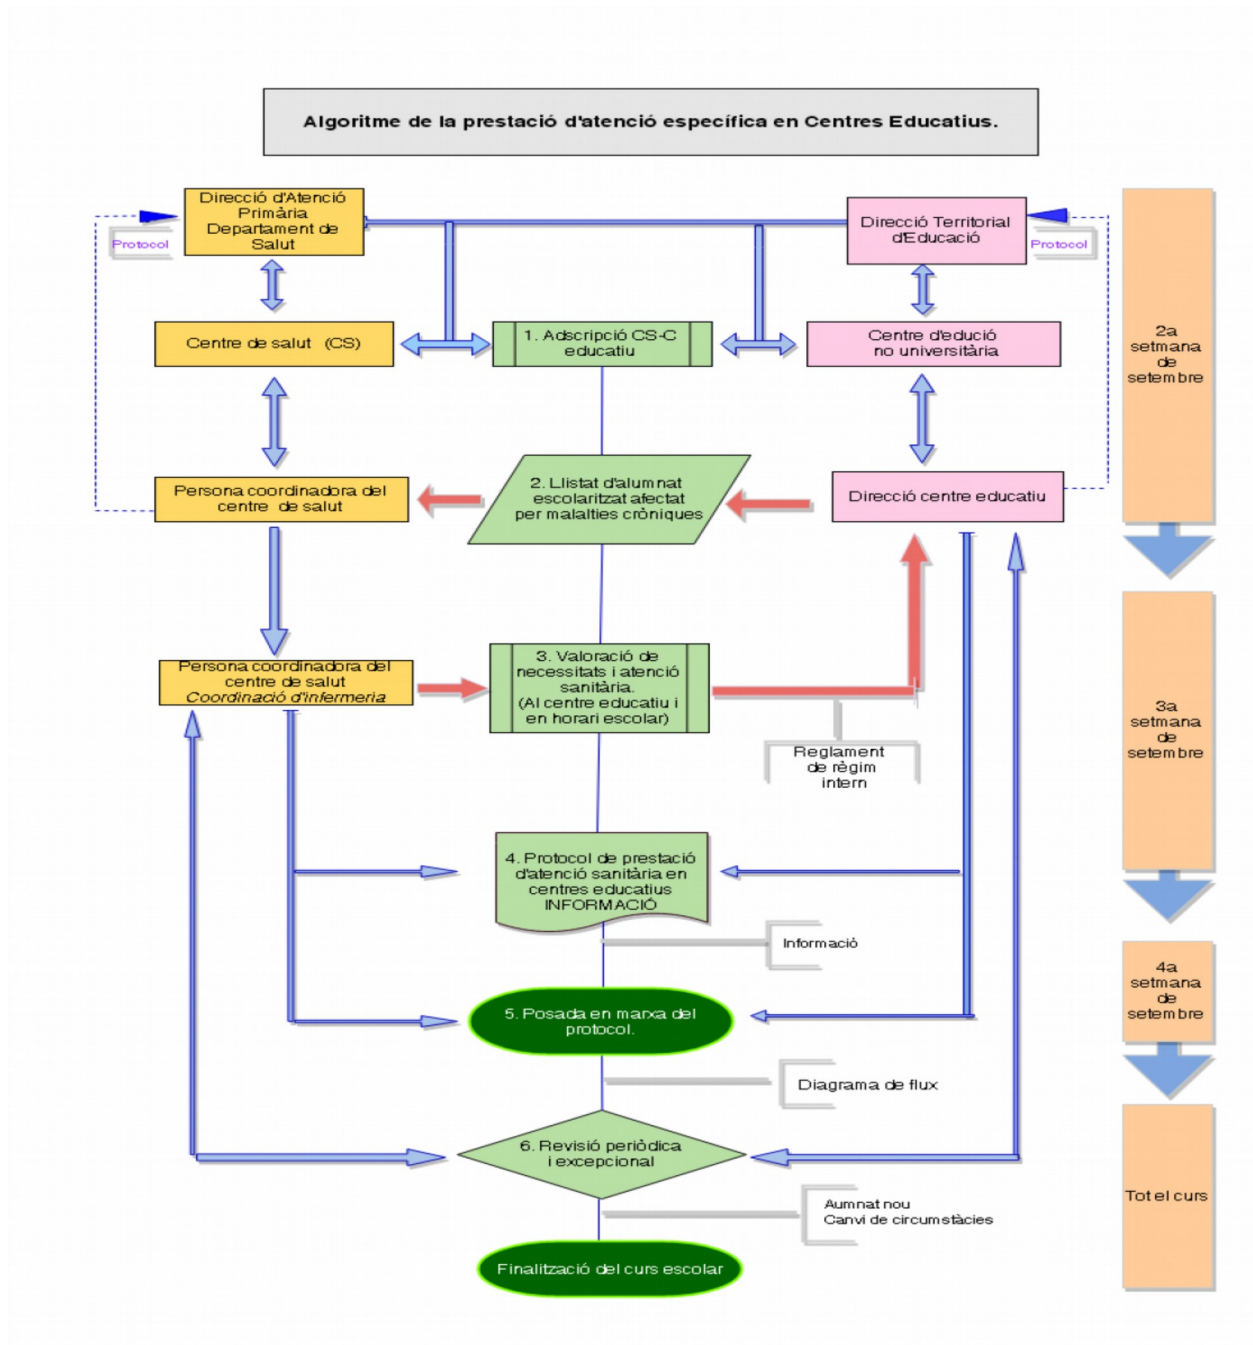 Algoritme de la prestació d'atenció específica en Centres Educatius.
Direcció d'Atenció
Primària
Departament de
Salut
Protocol
Direcció Territorial
d'Educació
Protocol
Centre de salut (CS)
1. Adscripció CS-C
educatiu
Centre d'edució
no universitària
2a
setmana
de
setembre
Persona coordinadora del
centre de salut
2. Llistat d'alumnat
escolaritzat afectat
per malalties cròniques
Direcció centre educatiu
Persona coordinadora del
centre de salut
Coordinació d'infermeria
3. Valoració de
necessitats i atenció
sanitària.
(Al centre educatiu i
en horari escolar)
Reglament
de règim
intern
3a
setmana
de
setembre
4. Protocol de prestació
d'atenció sanitària en
centres educatius
INFORMACIÓ
Informació
4a
setmana
de
setembre
5. Posada en marxa del
protocol.
Diagrama de flux
6. Revisió periòdica
i excepcional
Aumnat nou
Canvi de circumstàcies
Tot el curs
Finalització del curs escolar